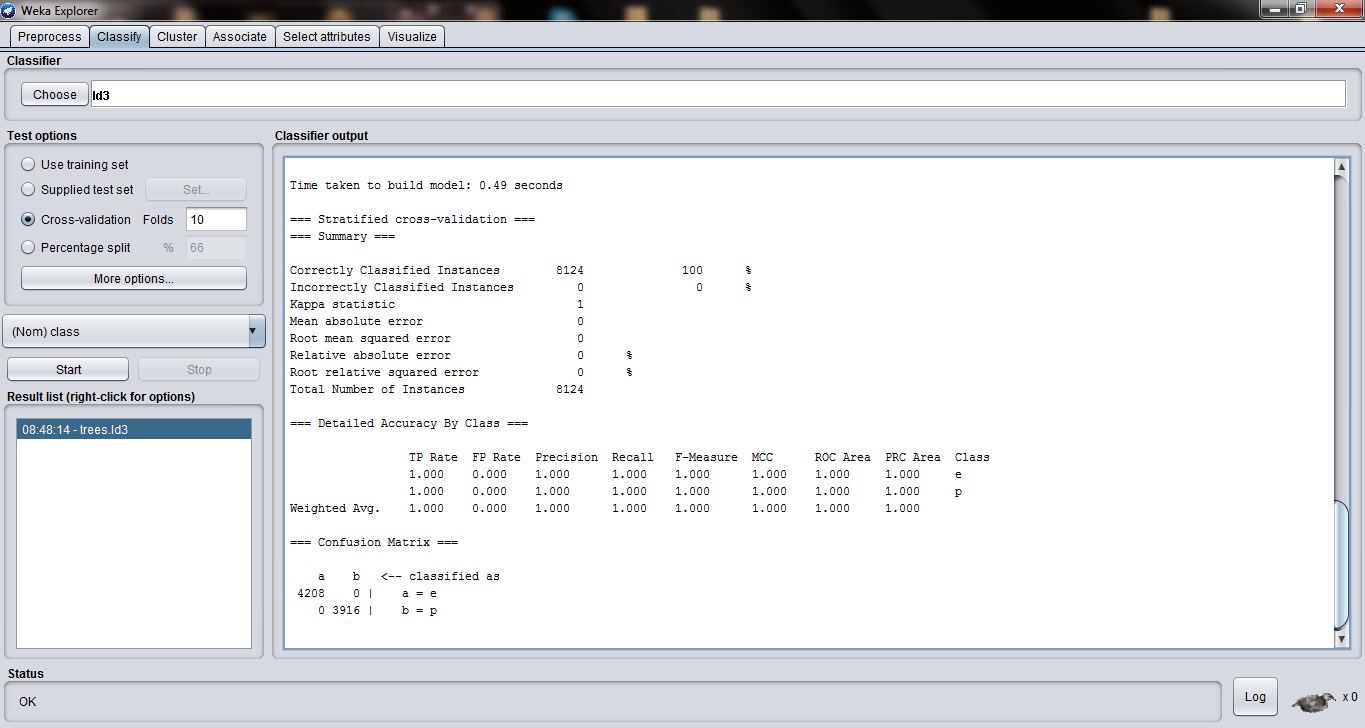 Weka Explorer
Preprocess Classify Cluster Associate Select attributes Visualize
Classifier
Choose Id3
Test options
Use training set
Supplied test set Set...
Cross-validation Folds 10
Percentage split % 66
More options...
(Nom) class
Start Stop
Result list (right-click for options)
08:48:14 - trees.Id3
Classifier output
Time taken to build model: 0.49 seconds
=== Stratified cross-validation ===
=== Summary ===
Correctly Classified Instances 8124 100 %
Incorrectly Classified Instances 0 0 %
Kappa statistic 1
Mean absolute error 0
Root mean squared error 0
Relative absolute error 0 %
Root relative squared error 0 %
Total Number of Instances 8124
=== Detailed Accuracy By Class ===
TP Rate FP Rate Precision Recall F-Measure MCC ROC Area PRC Area Class
1.000 0.000 1.000 1.000 1.000 1.000 1.000 1.000 e
1.000 0.000 1.000 1.000 1.000 1.000 1.000 1.000 p
Weighted Avg. 1.000 0.000 1.000 1.000 1.000 1.000 1.000 1.000
=== Confusion Matrix ===
a b <-- classified as
4208 0 | a = e
0 3916 | b = p
Status
OK
Log x 0